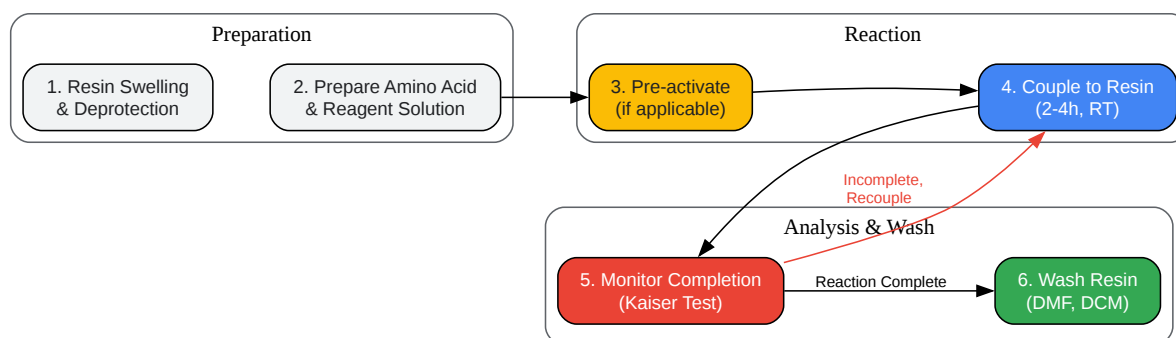 Preparation
1. Resin Swelling
& Deprotection
2. Prepare Amino Acid
& Reagent Solution
Reaction
3. Pre-activate
(if applicable)
4. Couple to Resin
(2-4h, RT)
Incomplete,
Recouple
Analysis & Wash
5. Monitor Completion
(Kaiser Test)
Reaction Complete
6. Wash Resin
(DMF, DCM)